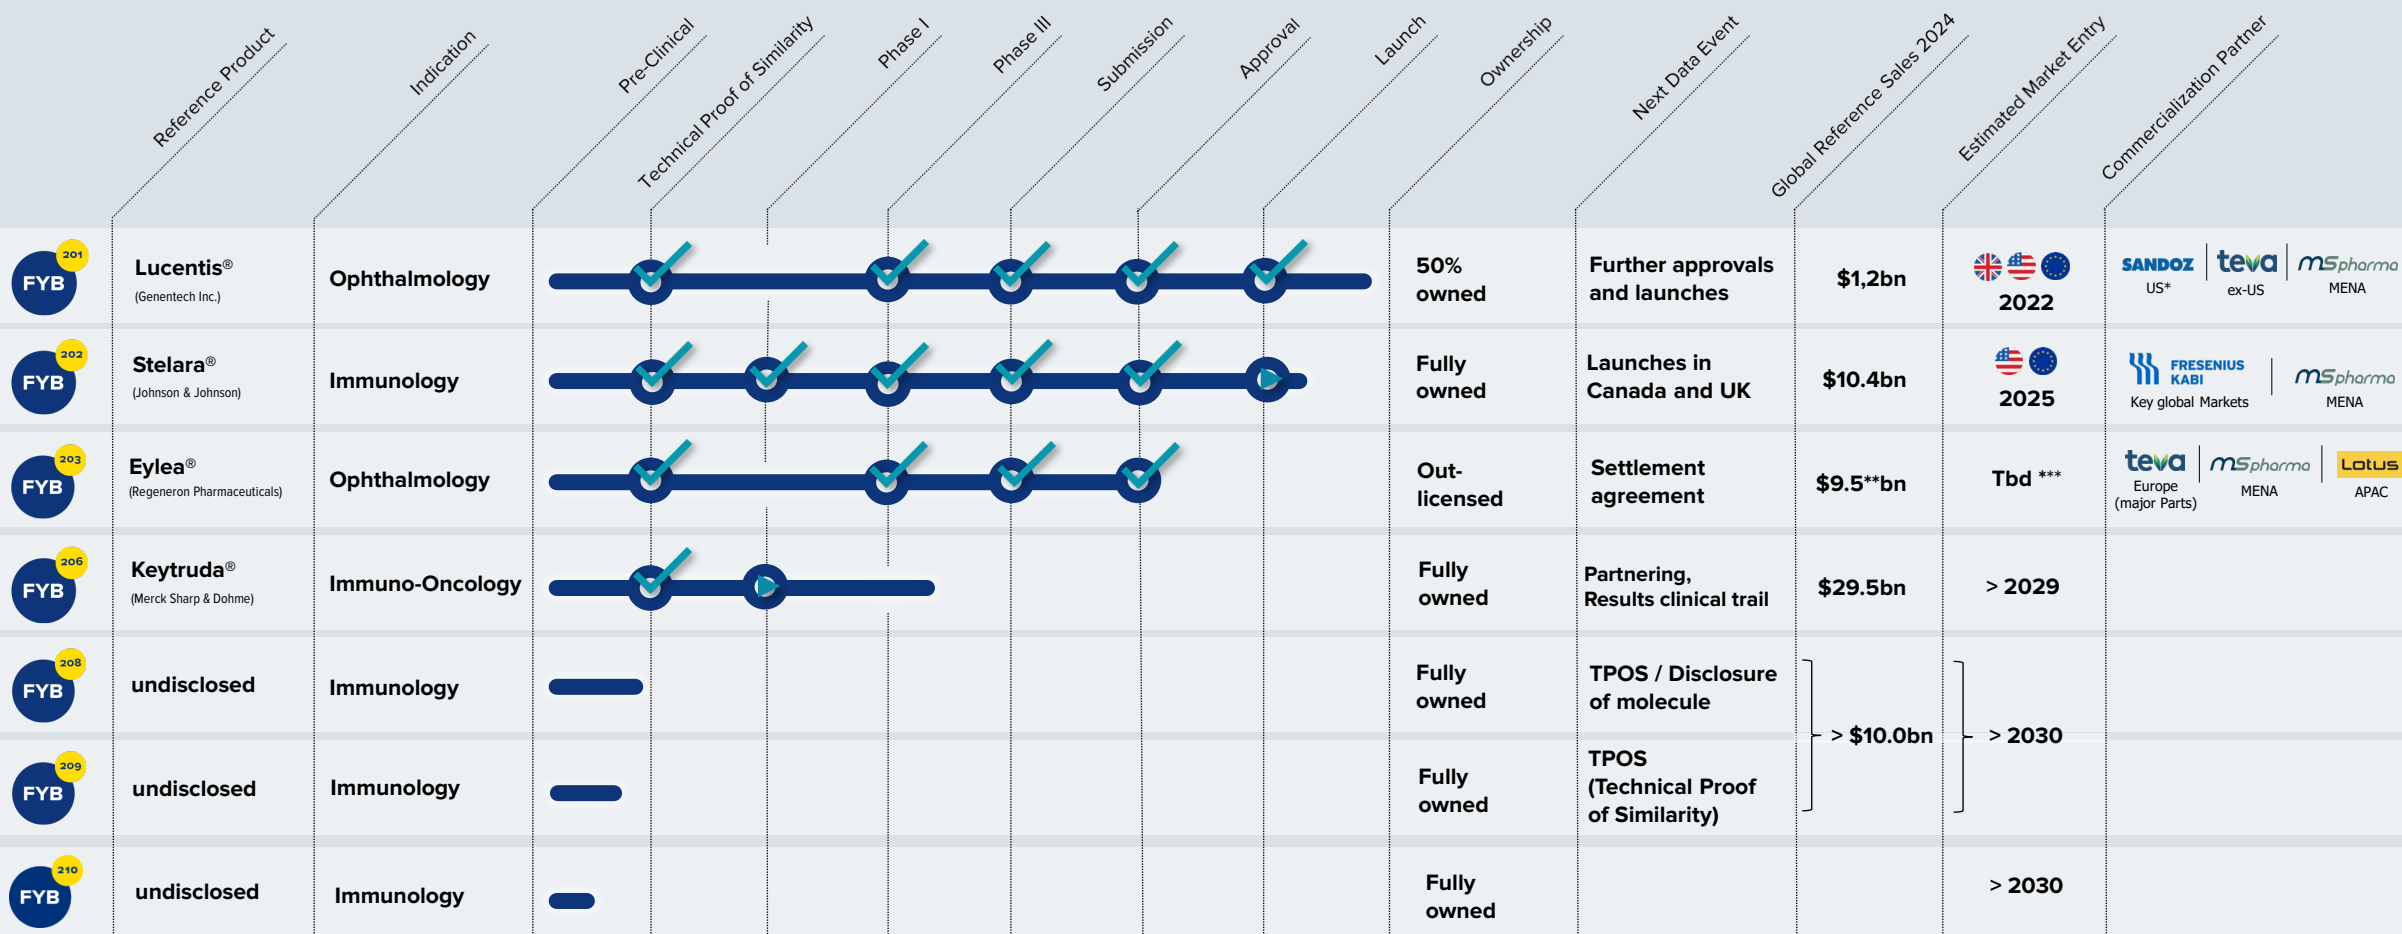 Reference Product
Indication
Pre-Clinical
Technical Proof of Similarity
Phase I
Phase III
Submission
Approval
Launch
Ownership
Next Data Event
Global Reference Sales 2024
Estimated Market Entry
Commercialization Partner
FYB 201
Lucentis®
(Genentech Inc.)
Ophthalmology
50%
owned
Further approvals
and launches
$1,2bn
2022
SANDOZ
US*
teva
ex-US
mspharma
MENA
FYB 202
Stelara®
(Johnson & Johnson)
Immunology
Fully
owned
Launches in
Canada and UK
$10.4bn
2025
FRESENIUS
KABI
Key global Markets
mspharma
MENA
FYB 203
Eylea®
(Regeneron Pharmaceuticals)
Ophthalmology
Out-
licensed
Settlement
agreement
$9.5**bn
Tbd ***
teva
Europe
(major Parts)
mspharma
MENA
Lotus
APAC
FYB 206
Keytruda®
(Merck Sharp & Dohme)
Immuno-Oncology
Fully
owned
Partnering,
Results clinical trail
$29.5bn
> 2029
FYB 208
undisclosed
Immunology
Fully
owned
TPOS / Disclosure
of molecule
> $10.0bn
> 2030
FYB 209
undisclosed
Immunology
Fully
owned
TPOS
(Technical Proof
of Similarity)
FYB 210
undisclosed
Immunology
Fully
owned
> 2030